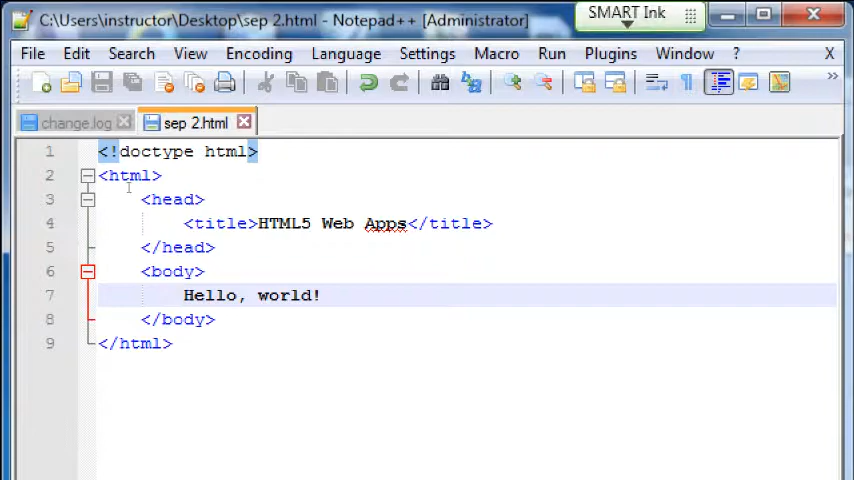 C:\Users\instructor\Desktop\sep 2.html - Notepad++ [Administrator]
SMART Ink
File Edit Search View Encoding Language Settings Macro Run Plugins Window ? X
change.log sep 2.html
1 <!doctype html>
2 <html>
3 <head>
4 <title>HTML5 Web Apps</title>
5 </head>
6 <body>
7 Hello, world!
8 </body>
9 </html>